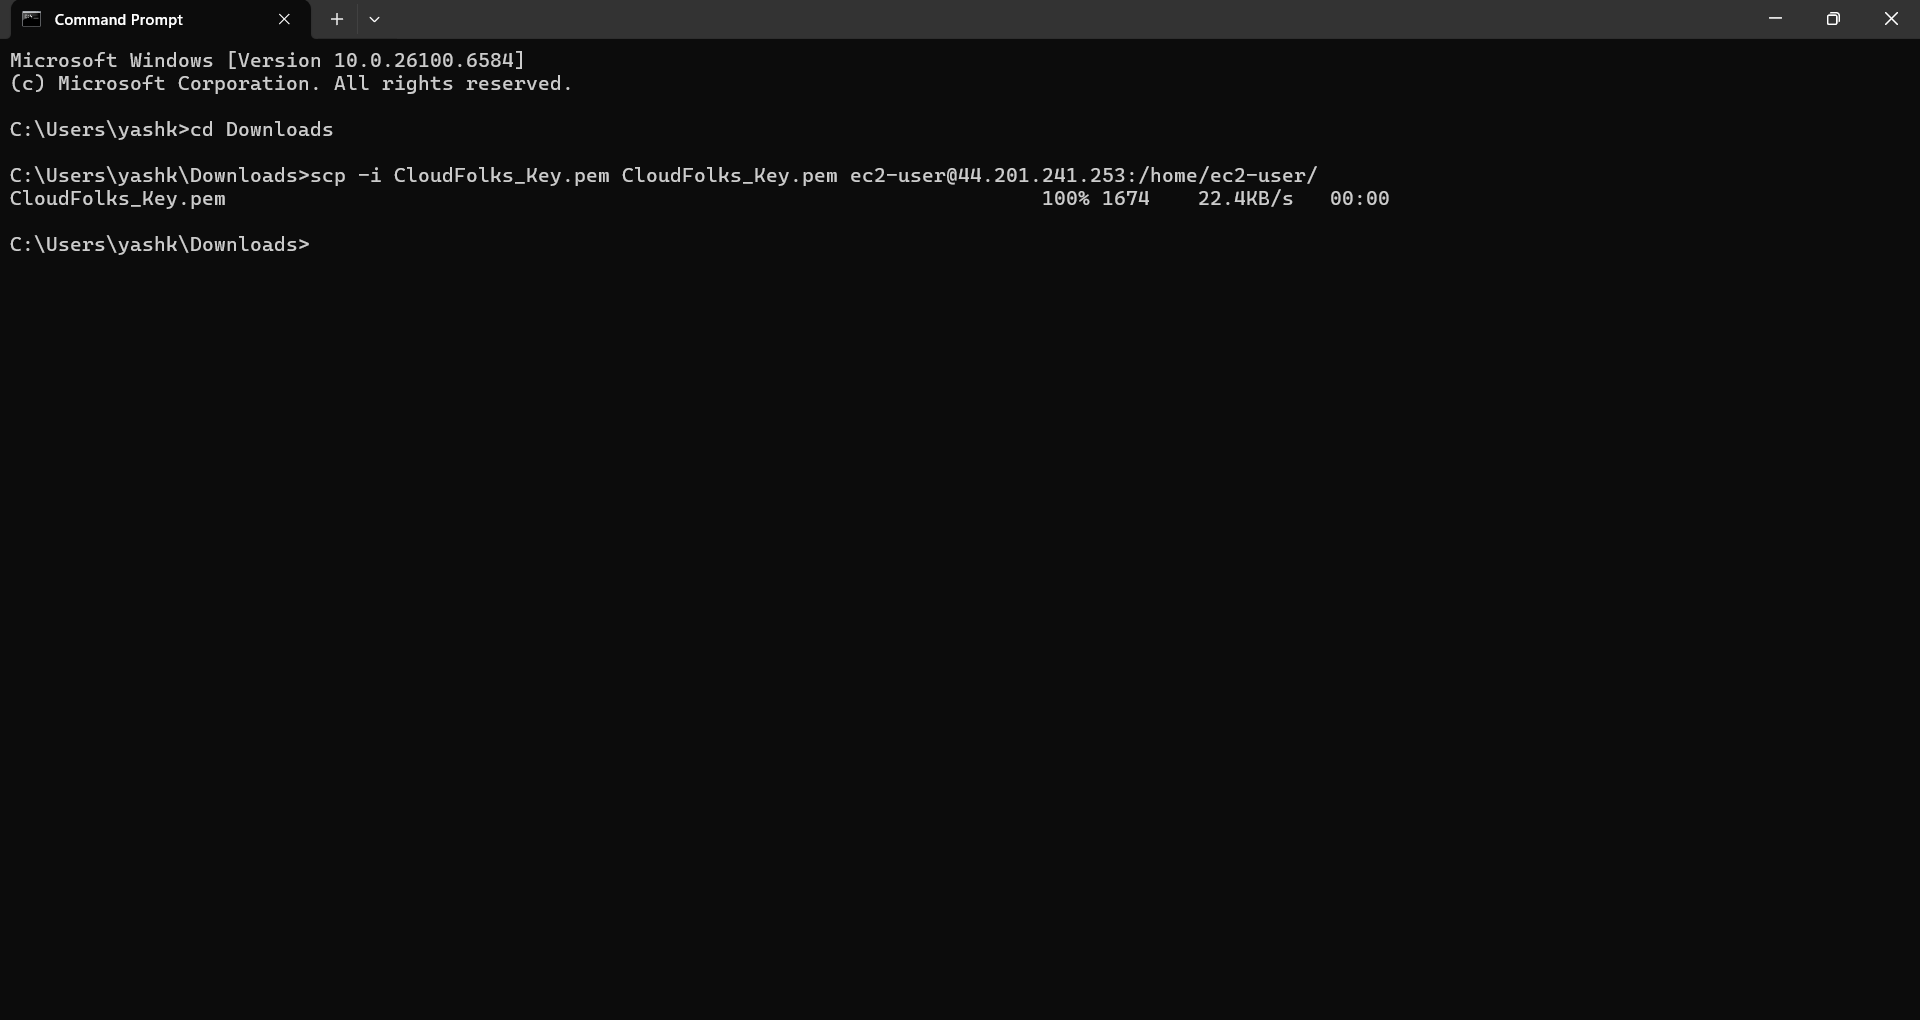 Command Prompt
Microsoft Windows [Version 10.0.26100.6584]
(c) Microsoft Corporation. All rights reserved.
C:\Users\yashk>cd Downloads
C:\Users\yashk\Downloads>scp -i CloudFolks_Key.pem CloudFolks_Key.pem ec2-user@44.201.241.253:/home/ec2-user/
CloudFolks_Key.pem 100% 1674 22.4KB/s 00:00
C:\Users\yashk\Downloads>